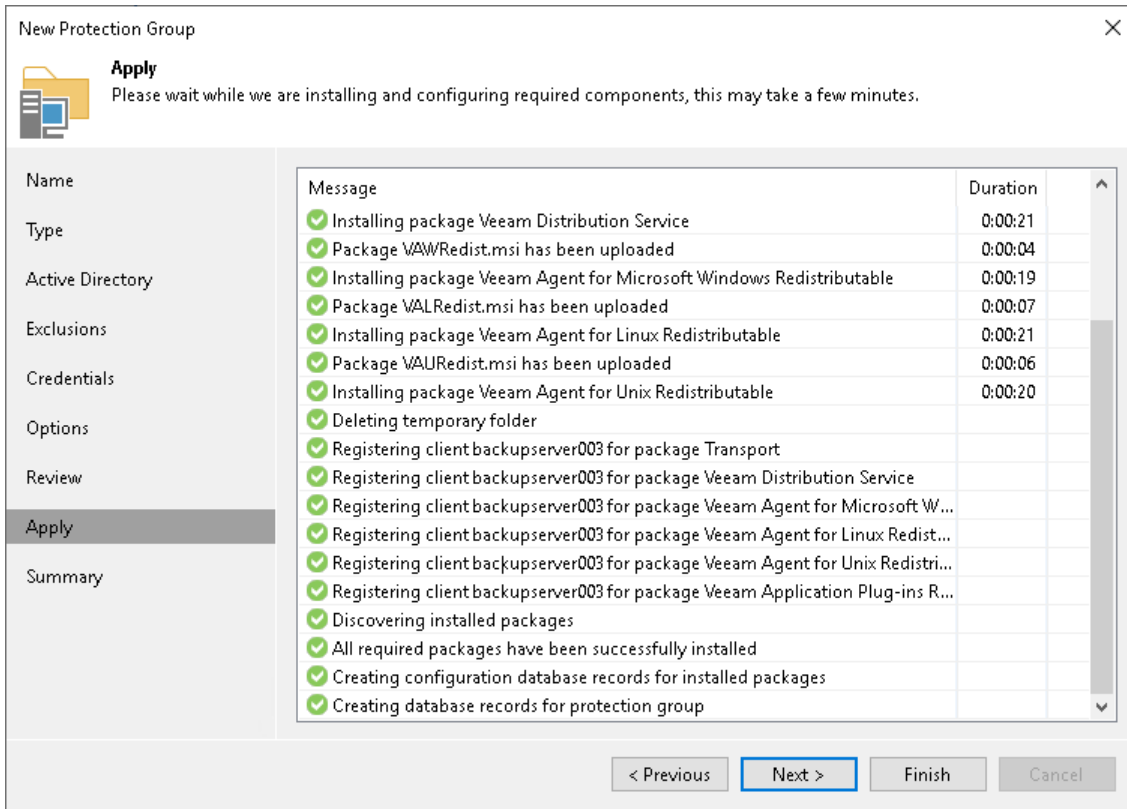 New Protection Group
Apply
Please wait while we are installing and configuring required components, this may take a few minutes.
Name
Type
Active Directory
Exclusions
Credentials
Options
Review
Apply
Summary
Message Duration
Installing package Veeam Distribution Service 0:00:21
Package VAWRedist.msi has been uploaded 0:00:04
Installing package Veeam Agent for Microsoft Windows Redistributable 0:00:19
Package VALRedist.msi has been uploaded 0:00:07
Installing package Veeam Agent for Linux Redistributable 0:00:21
Package VAURedist.msi has been uploaded 0:00:06
Installing package Veeam Agent for Unix Redistributable 0:00:20
Deleting temporary folder
Registering client backupserver003 for package Transport
Registering client backupserver003 for package Veeam Distribution Service
Registering client backupserver003 for package Veeam Agent for Microsoft W...
Registering client backupserver003 for package Veeam Agent for Linux Redist...
Registering client backupserver003 for package Veeam Agent for Unix Redistri...
Registering client backupserver003 for package Veeam Application Plug-ins R...
Discovering installed packages
All required packages have been successfully installed
Creating configuration database records for installed packages
Creating database records for protection group
< Previous Next > Finish Cancel